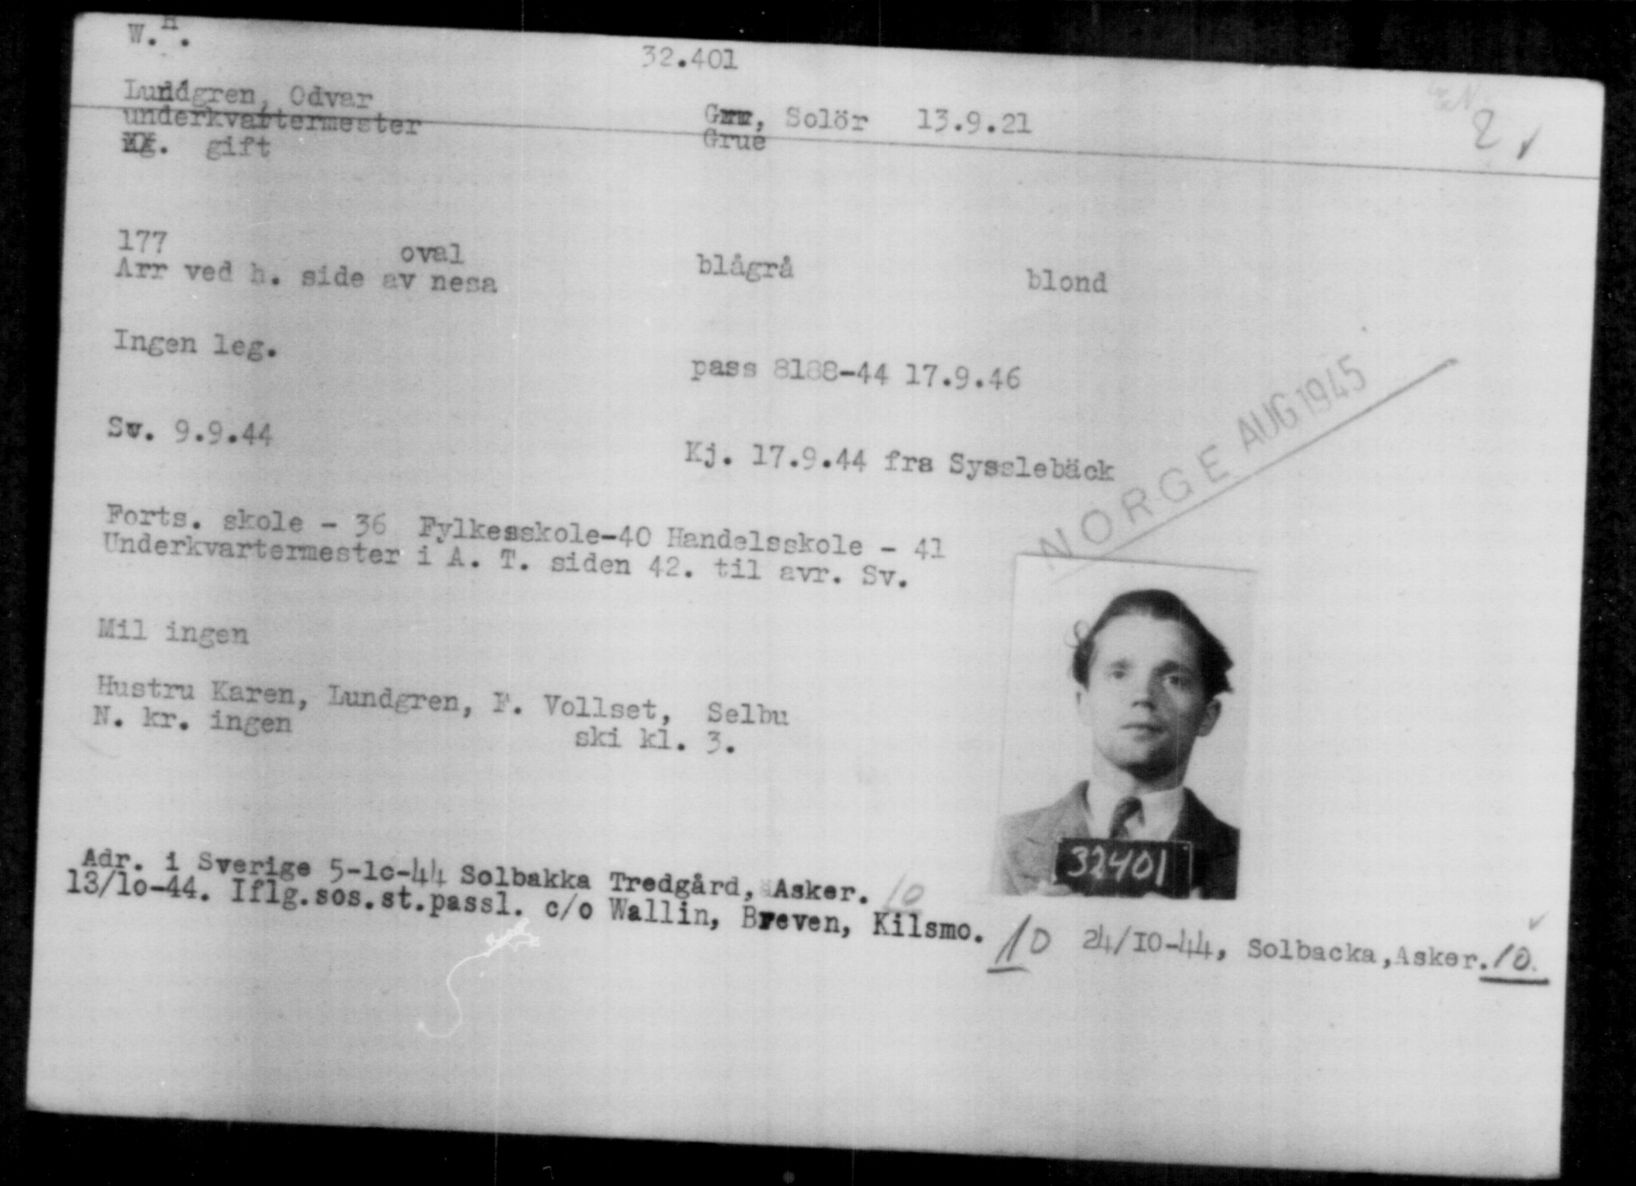 W.H.
32.401
Lundgren, Odvar
underkvartermester
Grue, Solör 13.9.21
Grue
gift
2 ✓
177 oval blågrå blond
Arr ved h. side av nesa
Ingen leg.
pass 8188-44 17.9.46
Sv. 9.9.44
Kj. 17.9.44 fra Sysslebäck
NORGE AUG 1945
Forts. skole - 36 Fylkesskole-40 Handelsskole - 41
Underkvartermester i A. T. siden 42. til avr. Sv.
Mil ingen
Hustru Karen, Lundgren, F. Vollset, Selbu
N. kr. ingen ski kl. 3.
32401
Adr. i Sverige 5-10-44 Solbakka Tredgård, Asker. 10
13/10-44. Iflg.sos.st.passl. c/o Wallin, Breven, Kilsmo. 10 24/10-44, Solbacka,Asker. 10.